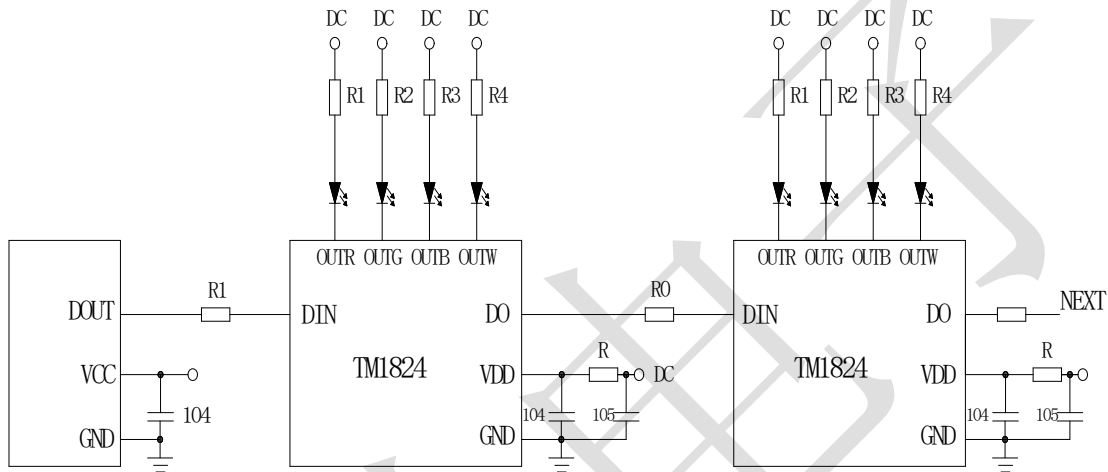 DC DC DC DC DC DC DC DC
R1 R2 R3 R4 R1 R2 R3 R4
OUTR OUTG OUTB OUTW OUTR OUTG OUTB OUTW
DOUT R1 DIN DO R0 DIN DO NEXT
VCC TM1824 VDD R DC TM1824 VDD R
104 104 105 104 105
GND GND GND
电子